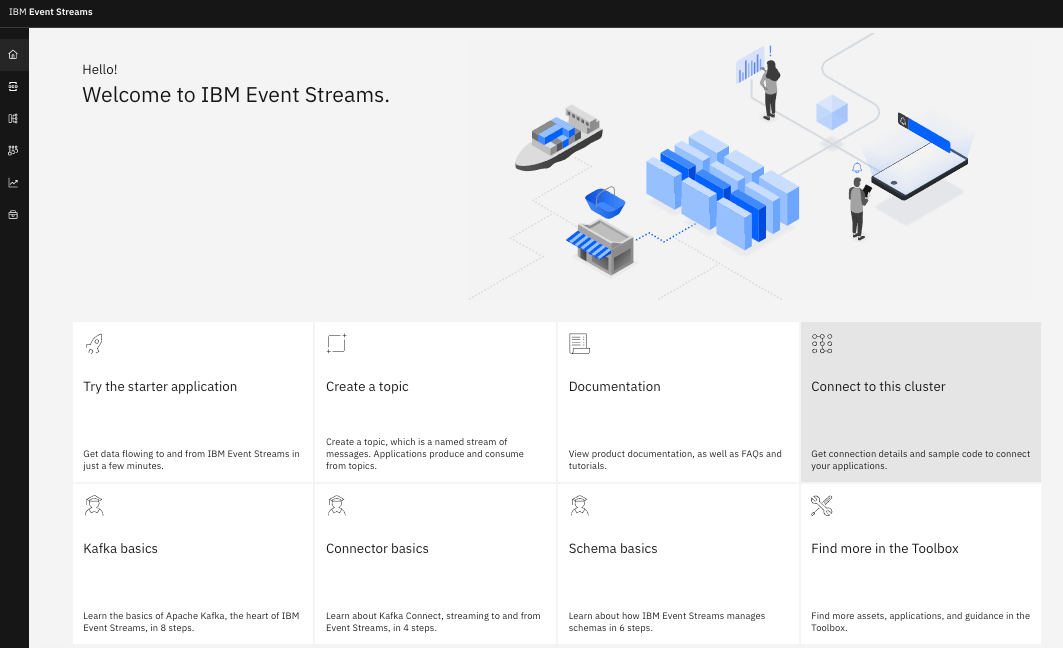 IBM Event Streams
Hello!
Welcome to IBM Event Streams.
Try the starter application
Get data flowing to and from IBM Event Streams in
just a few minutes.
Create a topic
Create a topic, which is a named stream of
messages. Applications produce and consume
from topics.
Documentation
View product documentation, as well as FAQs and
tutorials.
Connect to this cluster
Get connection details and sample code to connect
your applications.
Kafka basics
Learn the basics of Apache Kafka, the heart of IBM
Event Streams, in 8 steps.
Connector basics
Learn about Kafka Connect, streaming to and from
Event Streams, in 4 steps.
Schema basics
Learn about how IBM Event Streams manages
schemas in 6 steps.
Find more in the Toolbox
Find more assets, applications, and guidance in the
Toolbox.